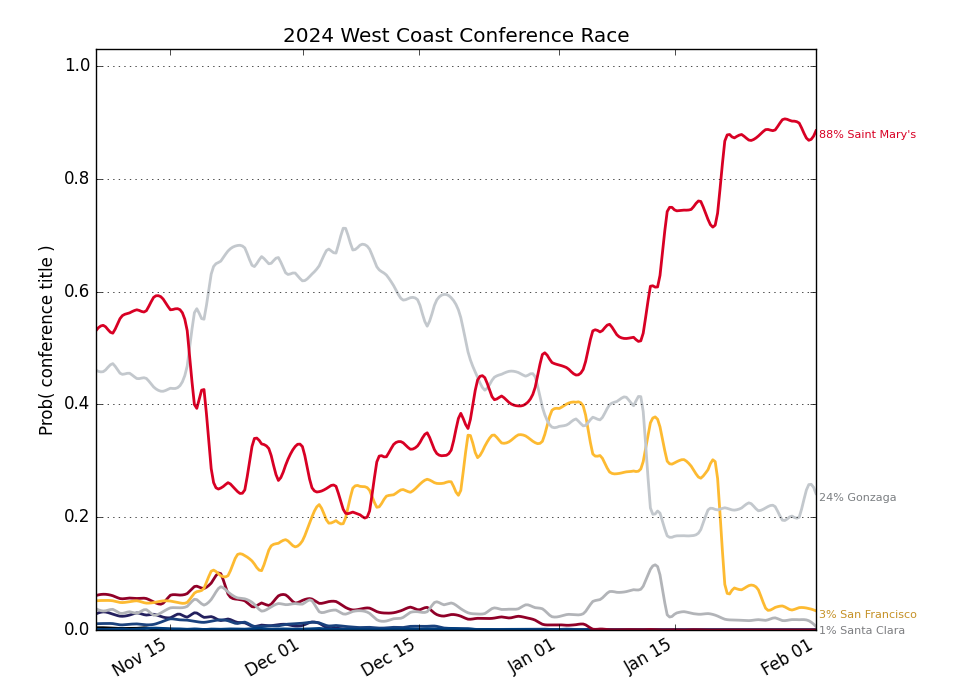 2024 West Coast Conference Race
Prob( conference title )
1.0
0.8
0.6
0.4
0.2
0.0
Nov 15
Dec 01
Dec 15
Jan 01
Jan 15
Feb 01
88% Saint Mary's
24% Gonzaga
3% San Francisco
1% Santa Clara